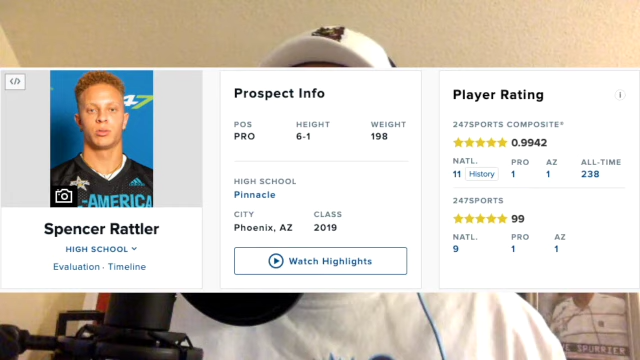 47
AMERICA
Spencer Rattler
HIGH SCHOOL
Evaluation · Timeline
Prospect Info
POS HEIGHT WEIGHT
PRO 6-1 198
HIGH SCHOOL
Pinnacle
CITY CLASS
Phoenix, AZ 2019
Watch Highlights
Player Rating
247SPORTS COMPOSITE®
0.9942
NATL. PRO AZ ALL-TIME
11 History 1 1 238
247SPORTS
99
NATL. PRO AZ
9 1 1
SPURRIER